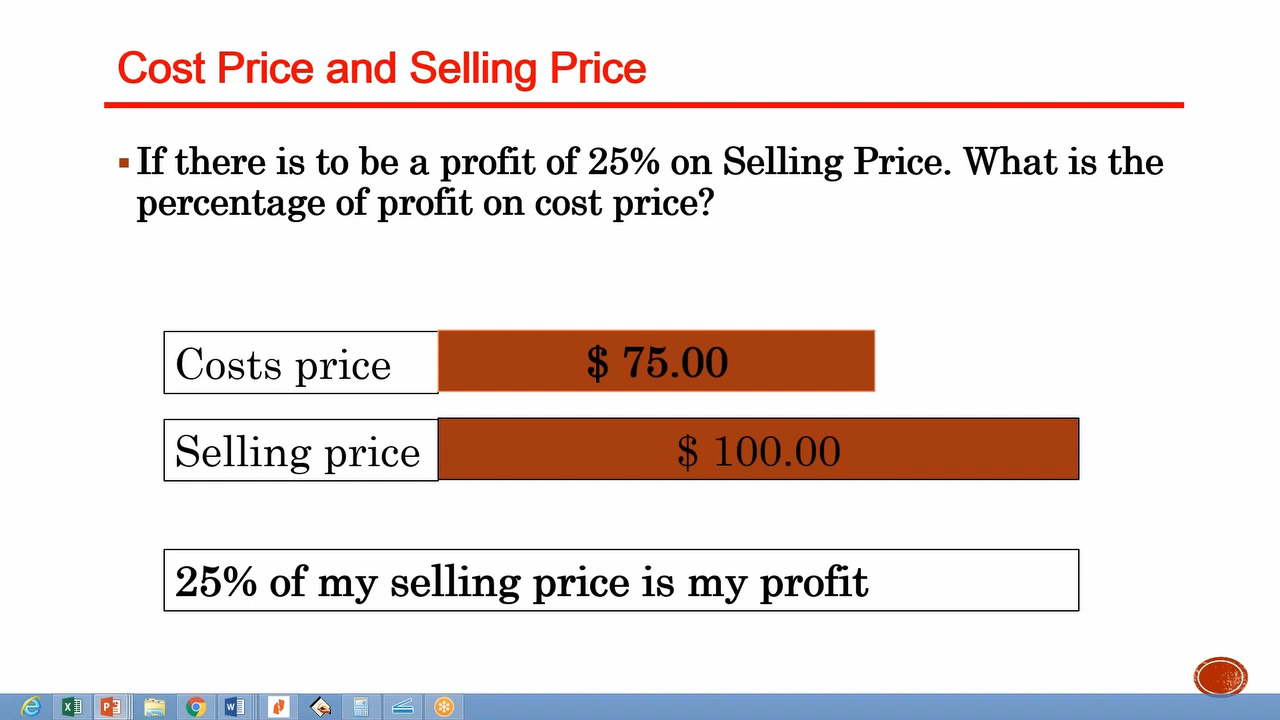 Cost Price and Selling Price
If there is to be a profit of 25% on Selling Price. What is the
percentage of profit on cost price?
Costs price
$ 75.00
Selling price
$ 100.00
25% of my selling price is my profit